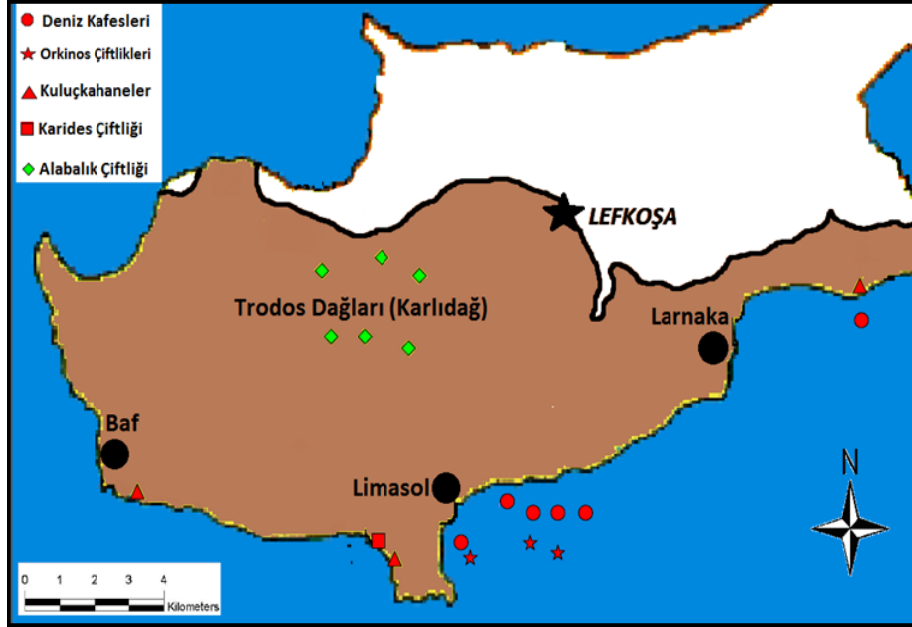 Deniz Kafesleri
Orkinos Çiftlikleri
Kuluçkahaneler
Karides Çiftliği
Alabalık Çiftliği
LEFKOŞA
Trodos Dağları (Karlıdağ)
Larnaka
Baf
Limasol
N
0 1 2 3 4
Kilometers